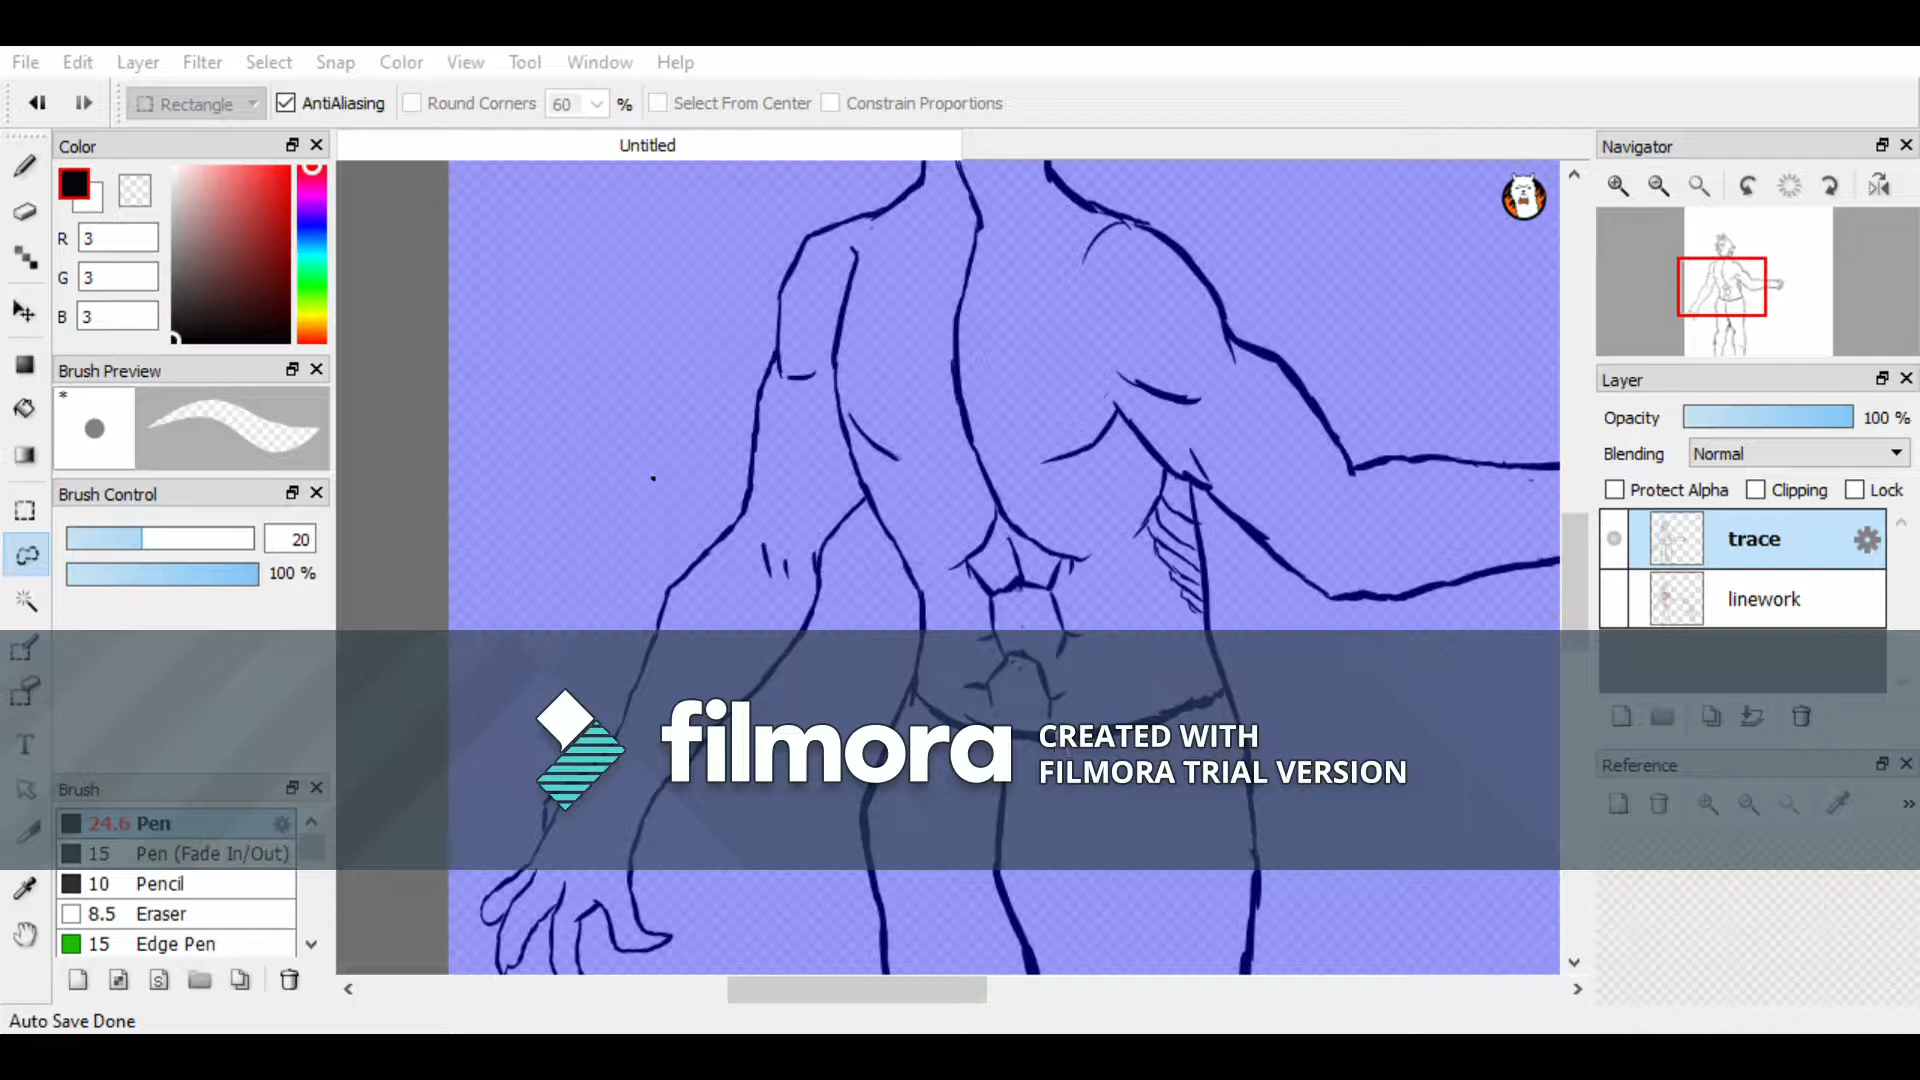 File Edit Layer Filter Select Snap Color View Tool Window Help
Rectangle AntiAliasing Round Corners 60 % Select From Center Constrain Proportions
Color
R 3
G 3
B 3
Brush Preview
*
Brush Control
20
100 %
Brush
24.6 Pen
15 Pen (Fade In/Out)
10 Pencil
8.5 Eraser
15 Edge Pen
S
T
Auto Save Done
Untitled
filmora
CREATED WITH
FILMORA TRIAL VERSION
Navigator
Layer
Opacity 100 %
Blending Normal
Protect Alpha Clipping Lock
trace
linework
Reference